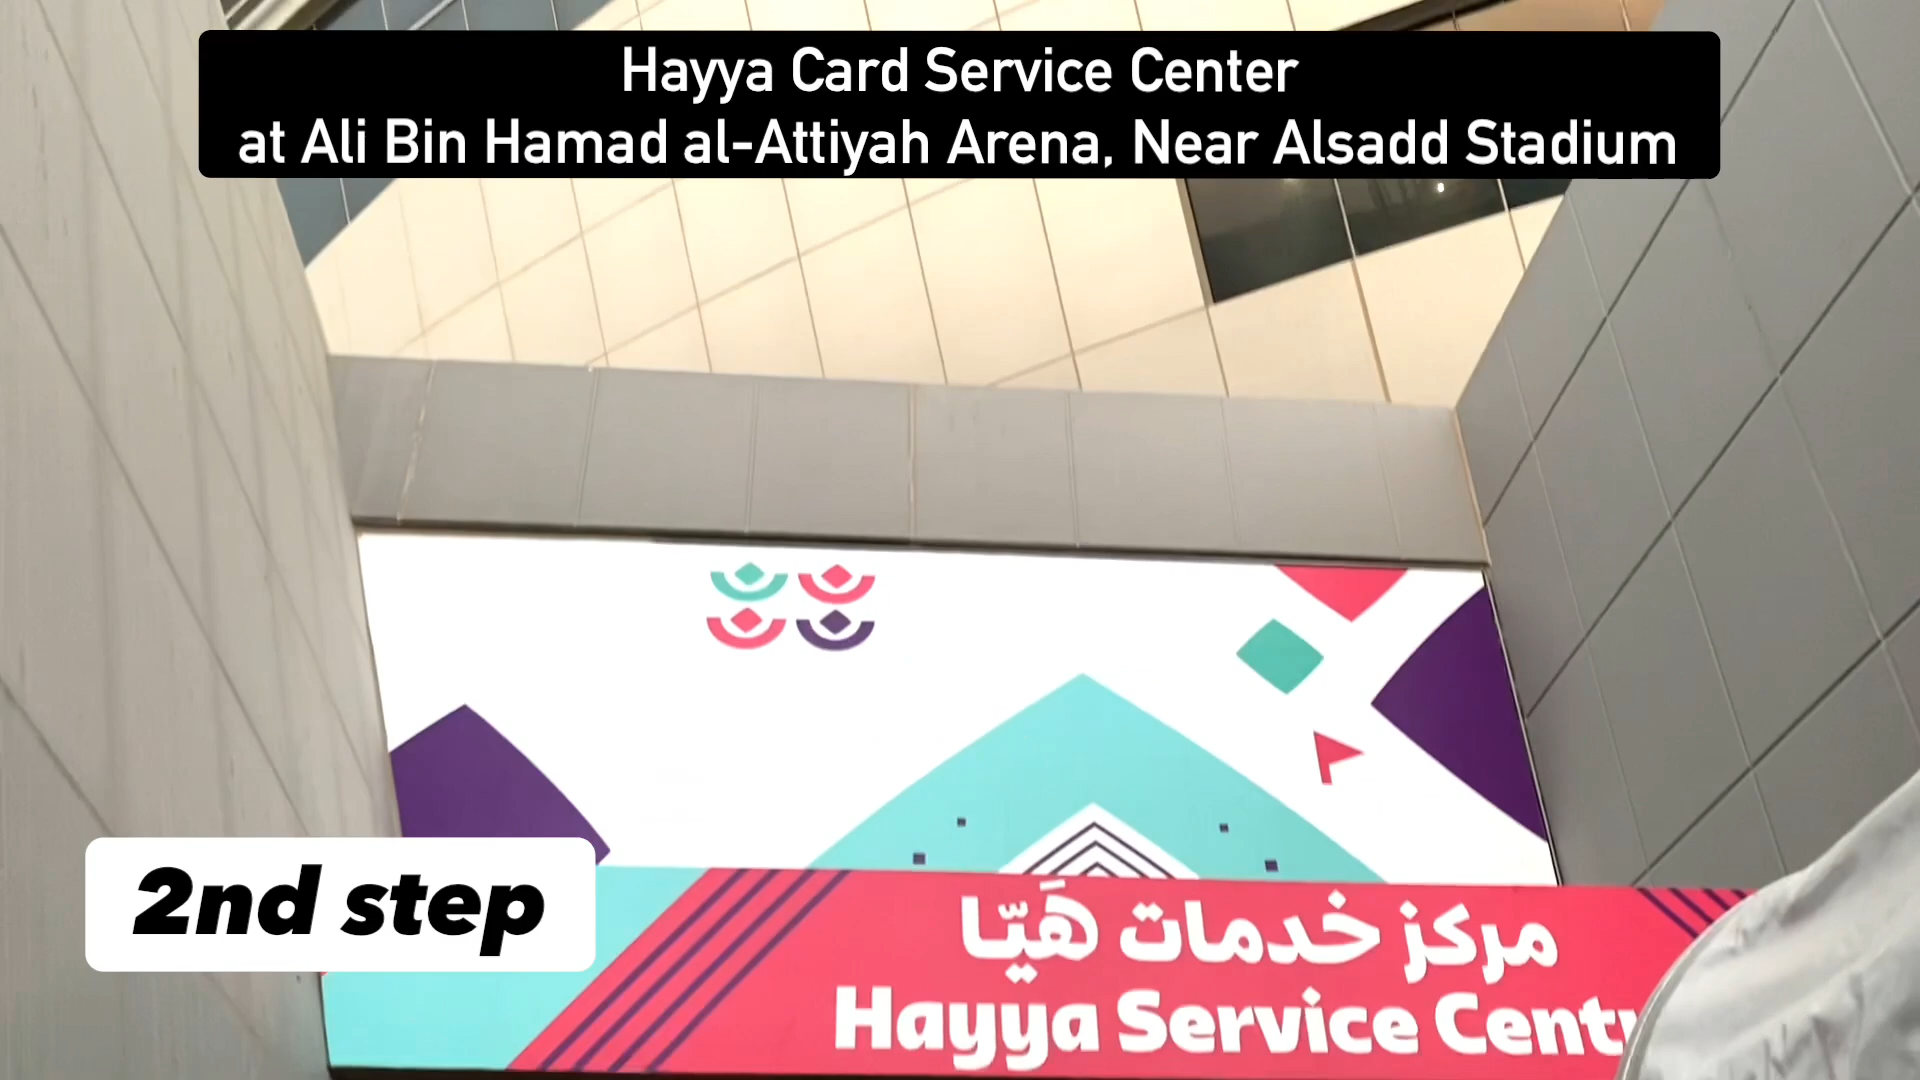 Hayya Card Service Center
at Ali Bin Hamad al-Attiyah Arena, Near Alsadd Stadium
2nd step
مركز خدمات هَيّا
Hayya Service